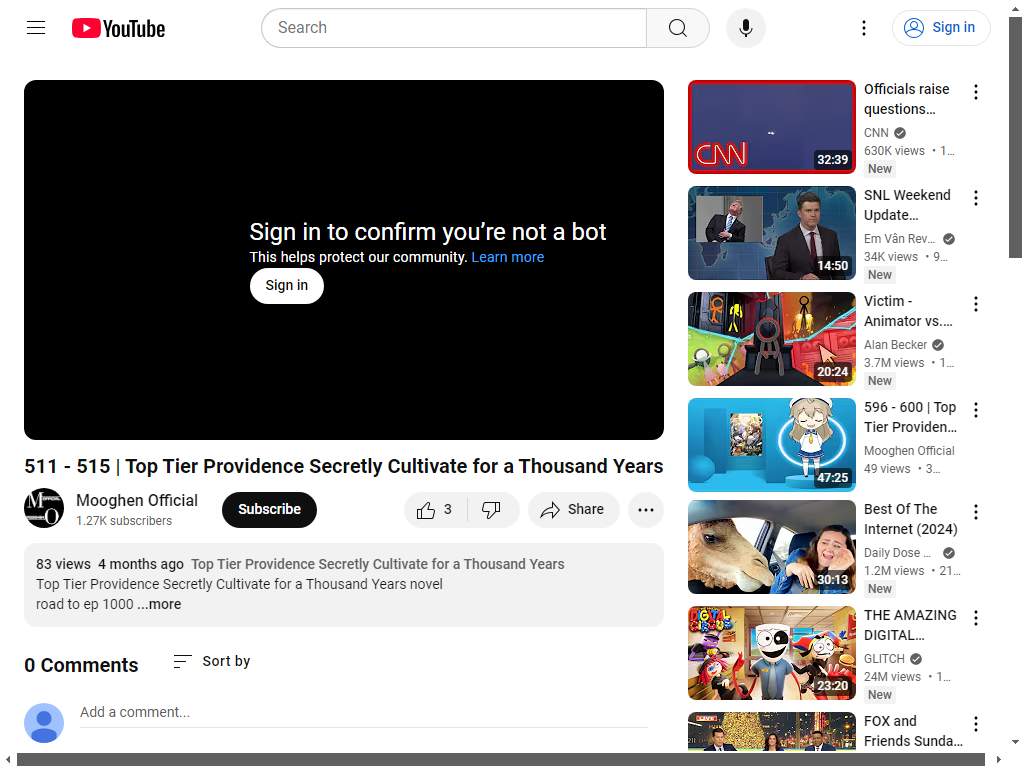 YouTube
Search
Sign in
Sign in to confirm you’re not a bot
This helps protect our community. Learn more
Sign in
511 - 515 | Top Tier Providence Secretly Cultivate for a Thousand Years
Mooghen Official
1.27K subscribers
Subscribe
3
Share
83 views 4 months ago Top Tier Providence Secretly Cultivate for a Thousand Years
Top Tier Providence Secretly Cultivate for a Thousand Years novel
road to ep 1000 ...more
0 Comments
Sort by
Add a comment...
CNN
32:39
Officials raise
questions…
CNN
630K views • 1…
New
14:50
SNL Weekend
Update…
Em Vân Rev…
34K views • 9…
New
20:24
Victim -
Animator vs.…
Alan Becker
3.7M views • 1…
New
47:25
596 - 600 | Top
Tier Providen…
Mooghen Official
49 views • 3…
30:13
Best Of The
Internet (2024)
Daily Dose …
1.2M views • 21…
New
DIGITAL
23:20
THE AMAZING
DIGITAL…
GLITCH
24M views • 1…
New
LIVE
FOX and
Friends Sunda…